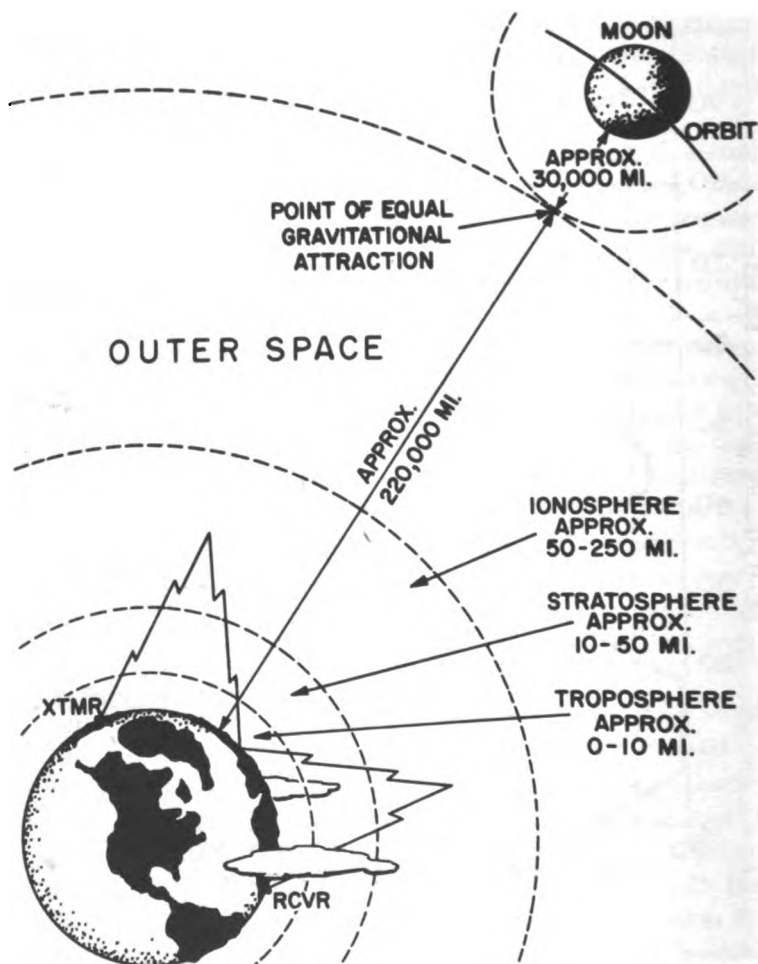 MOON
ORBIT
APPROX.
30,000 MI.
POINT OF EQUAL
GRAVITATIONAL
ATTRACTION
OUTER SPACE
APPROX.
220,000 MI.
IONOSPHERE
APPROX.
50-250 MI.
STRATOSPHERE
APPROX.
10-50 MI.
TROPOSPHERE
APPROX.
0-10 MI.
XTMR
RCVR